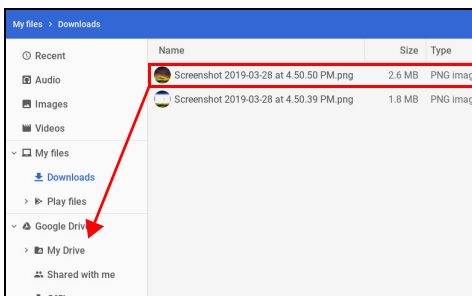 My files > Downloads
Name Size Type
Recent
Screenshot 2019-03-28 at 4.50.50 PM.png 2.6 MB PNG imag
Audio
Screenshot 2019-03-28 at 4.50.39 PM.png 1.8 MB PNG imag
Images
Videos
My files
Downloads
Play files
Google Drive
My Drive
Shared with me